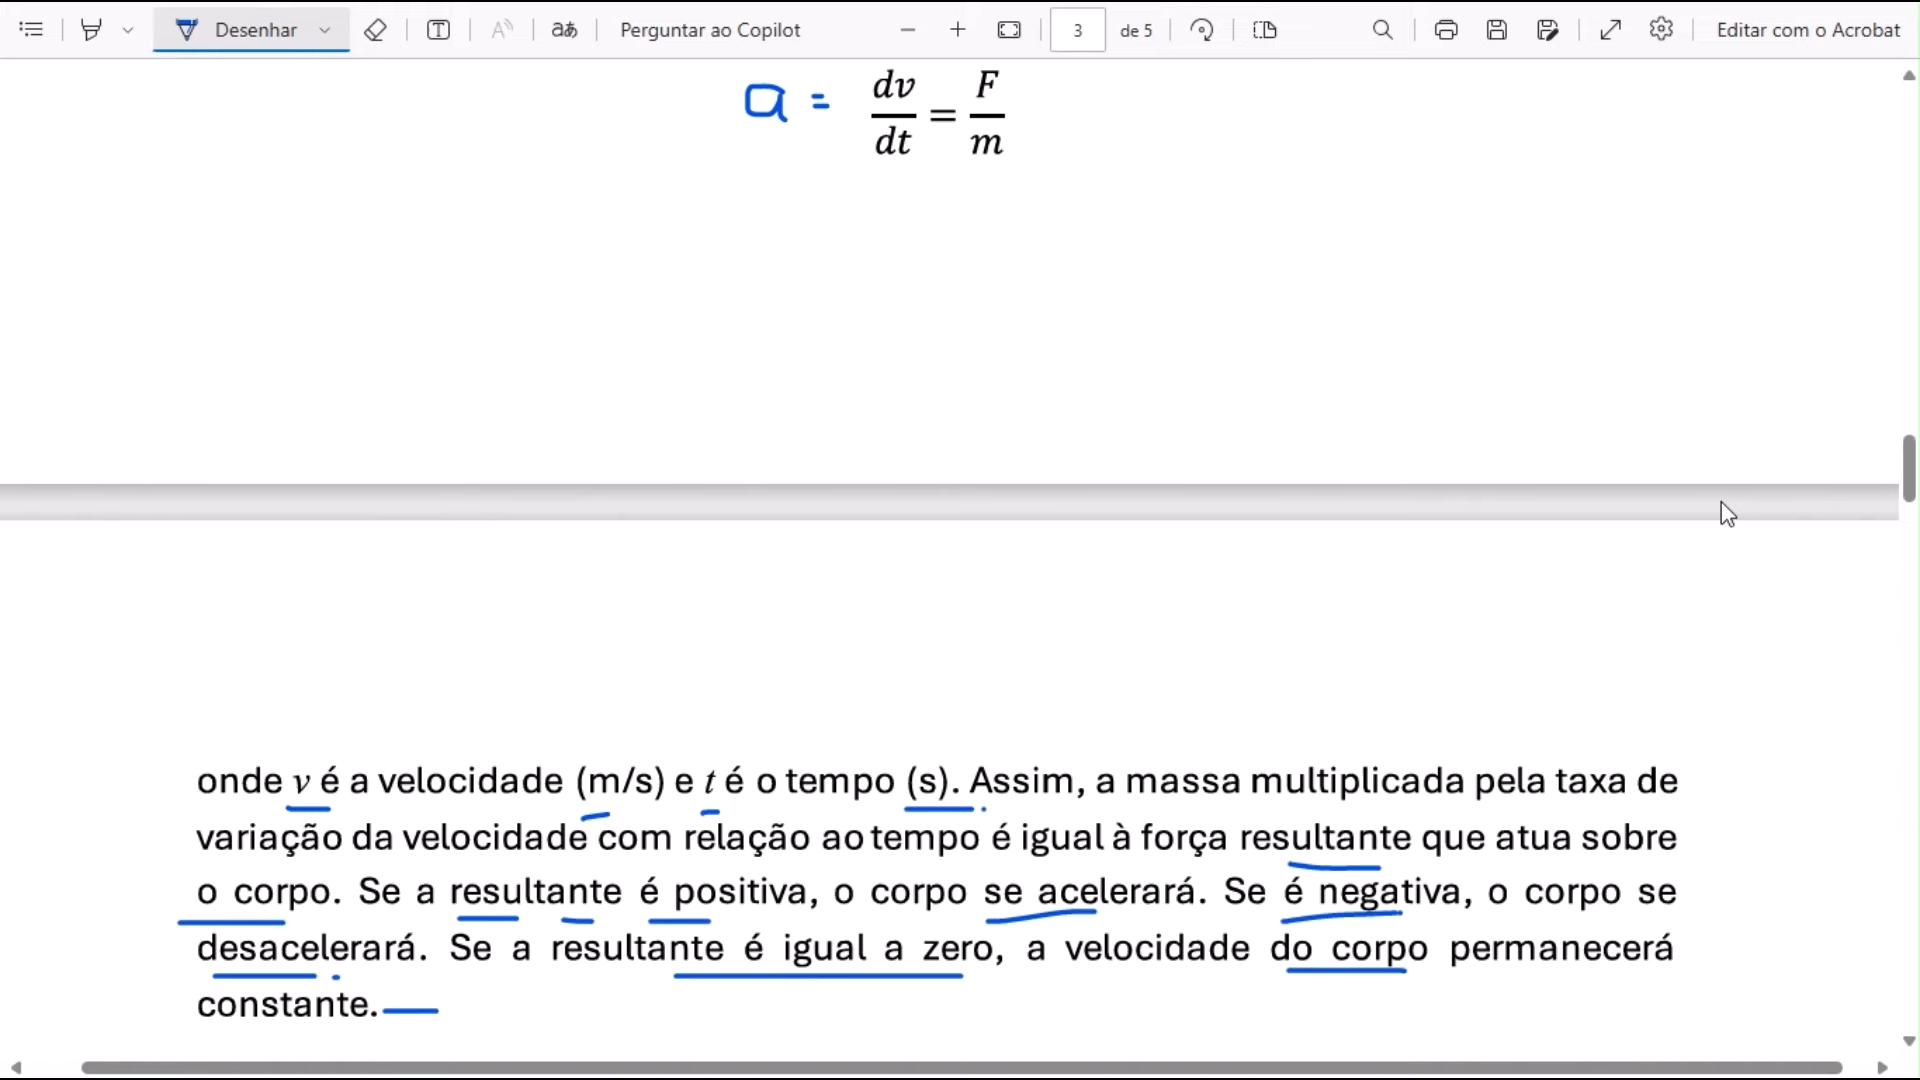 Desenhar
aあ
Perguntar ao Copilot
3 de 5
Editar com o Acrobat
a = dv/dt = F/m
onde v é a velocidade (m/s) e t é o tempo (s). Assim, a massa multiplicada pela taxa de
variação da velocidade com relação ao tempo é igual à força resultante que atua sobre
o corpo. Se a resultante é positiva, o corpo se acelerará. Se é negativa, o corpo se
desacelerará. Se a resultante é igual a zero, a velocidade do corpo permanecerá
constante.